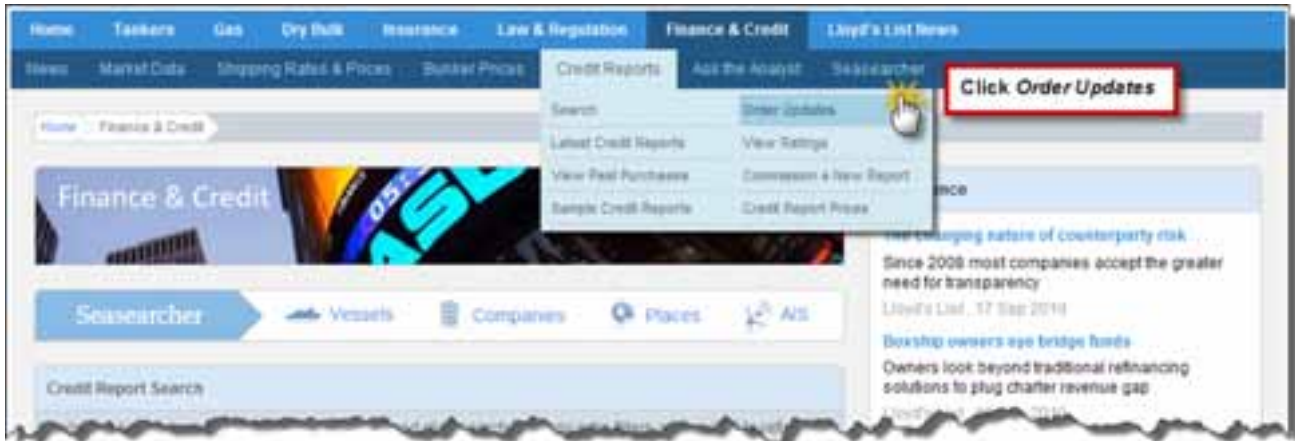 Home Tankers Gas Dry Bulk Insurance Law & Regulation Finance & Credit Lloyd's List News
News Market Data Shipping Rates & Prices Bunker Prices Credit Reports Ask the Analyst Seasearcher
Click Order Updates
Search Order Updates
Home Finance & Credit
Latest Credit Reports View Ratings
View Past Purchases Commission a New Report
Sample Credit Reports Credit Report Prices
Finance & Credit
05:
The changing nature of counterparty risk
Since 2008 most companies accept the greater
need for transparency
Lloyd's List, 17 Sep 2010
Seasearcher Vessels Companies Places AIS
Boxship owners eye bridge funds
Owners look beyond traditional refinancing
solutions to plug charter revenue gap
Credit Report Search